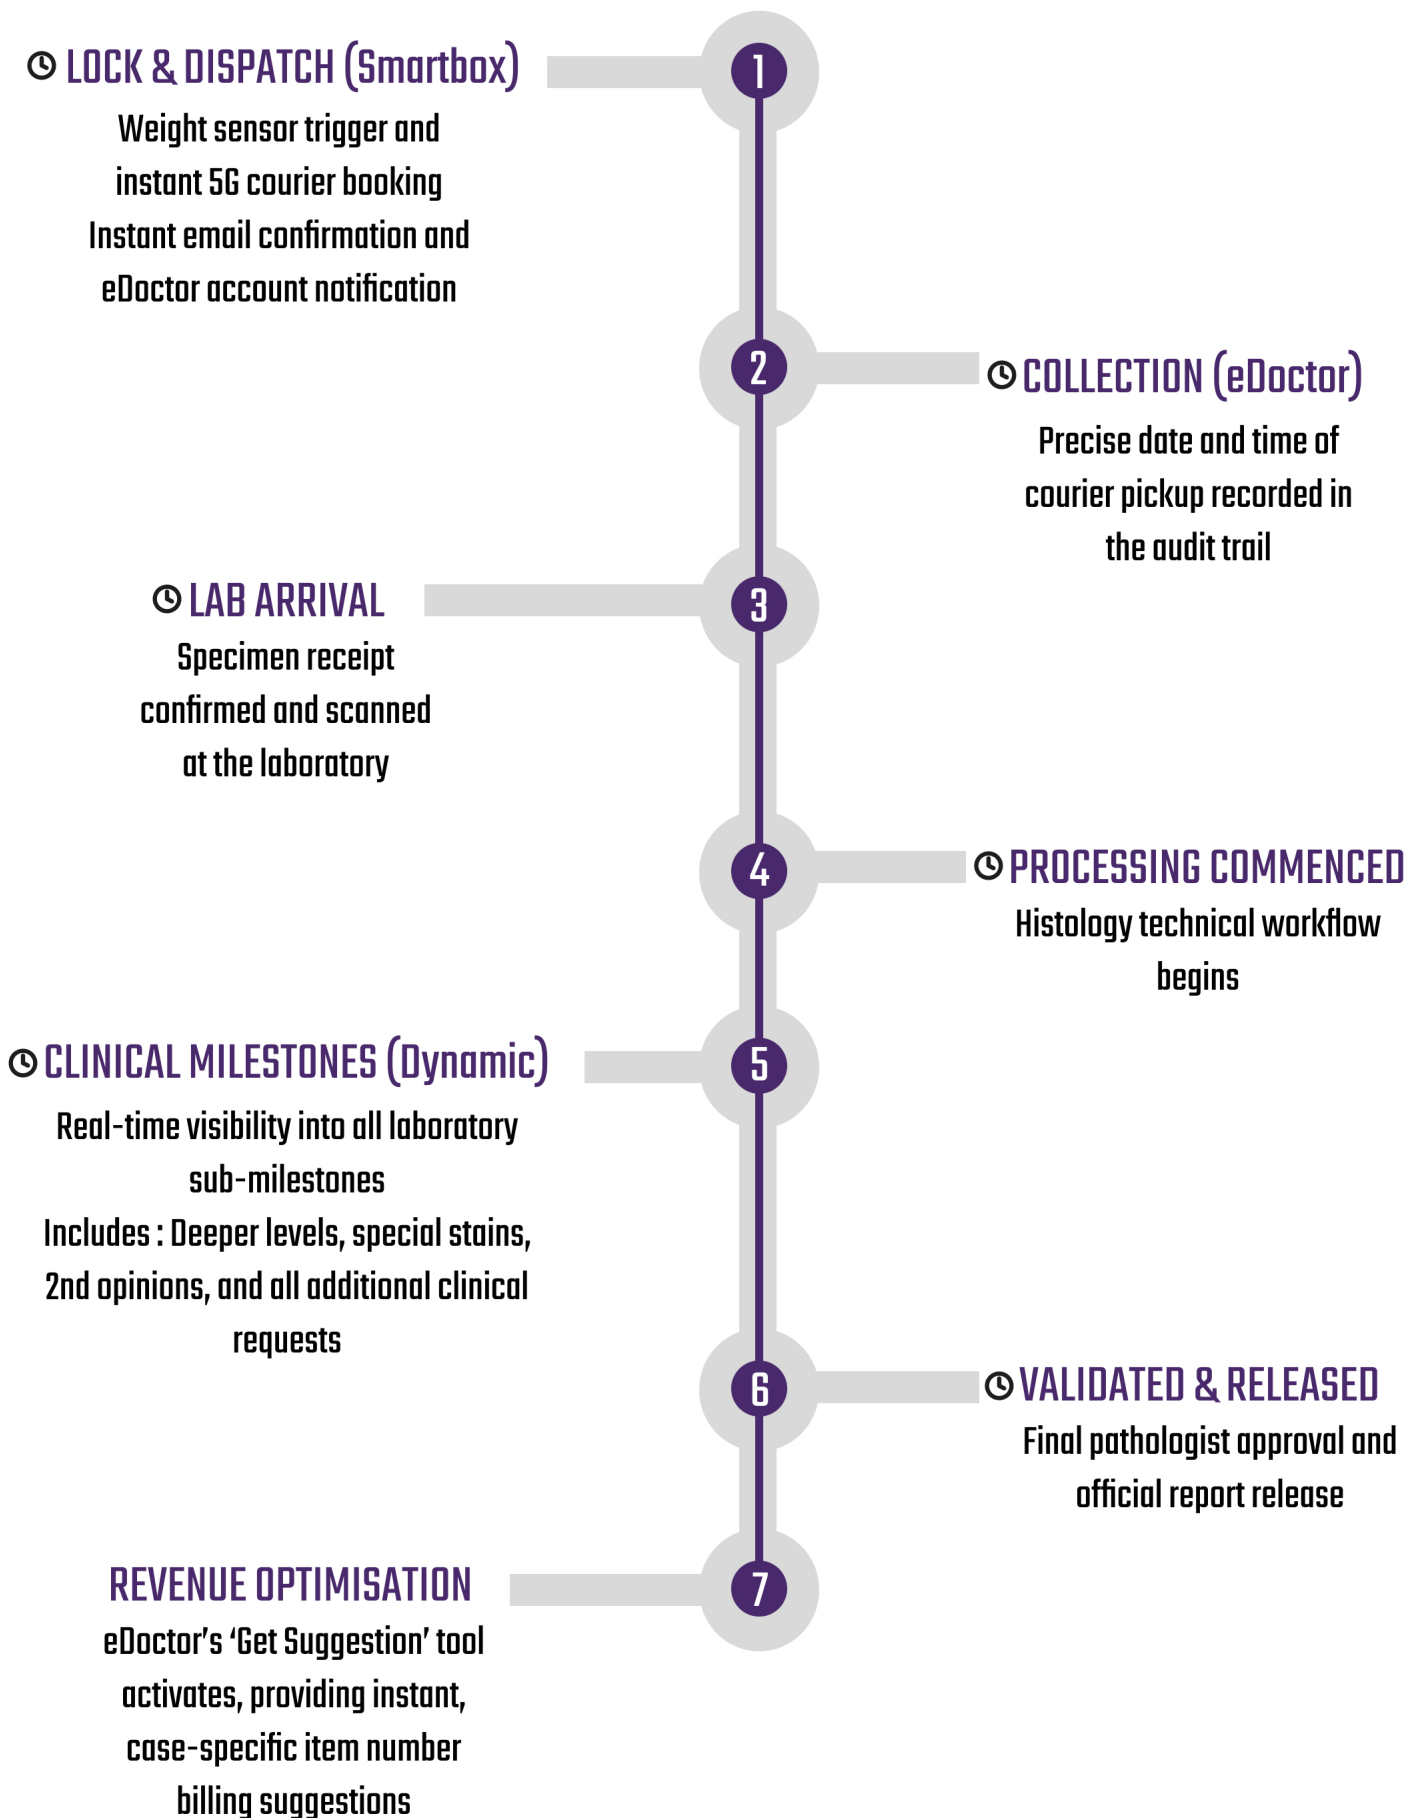 1
LOCK & DISPATCH (Smartbox)
Weight sensor trigger and
instant 5G courier booking
Instant email confirmation and
eDoctor account notification
2
COLLECTION (eDoctor)
Precise date and time of
courier pickup recorded in
the audit trail
3
LAB ARRIVAL
Specimen receipt
confirmed and scanned
at the laboratory
4
PROCESSING COMMENCED
Histology technical workflow
begins
5
CLINICAL MILESTONES (Dynamic)
Real-time visibility into all laboratory
sub-milestones
Includes : Deeper levels, special stains,
2nd opinions, and all additional clinical
requests
6
VALIDATED & RELEASED
Final pathologist approval and
official report release
7
REVENUE OPTIMISATION
eDoctor’s ‘Get Suggestion’ tool
activates, providing instant,
case-specific item number
billing suggestions